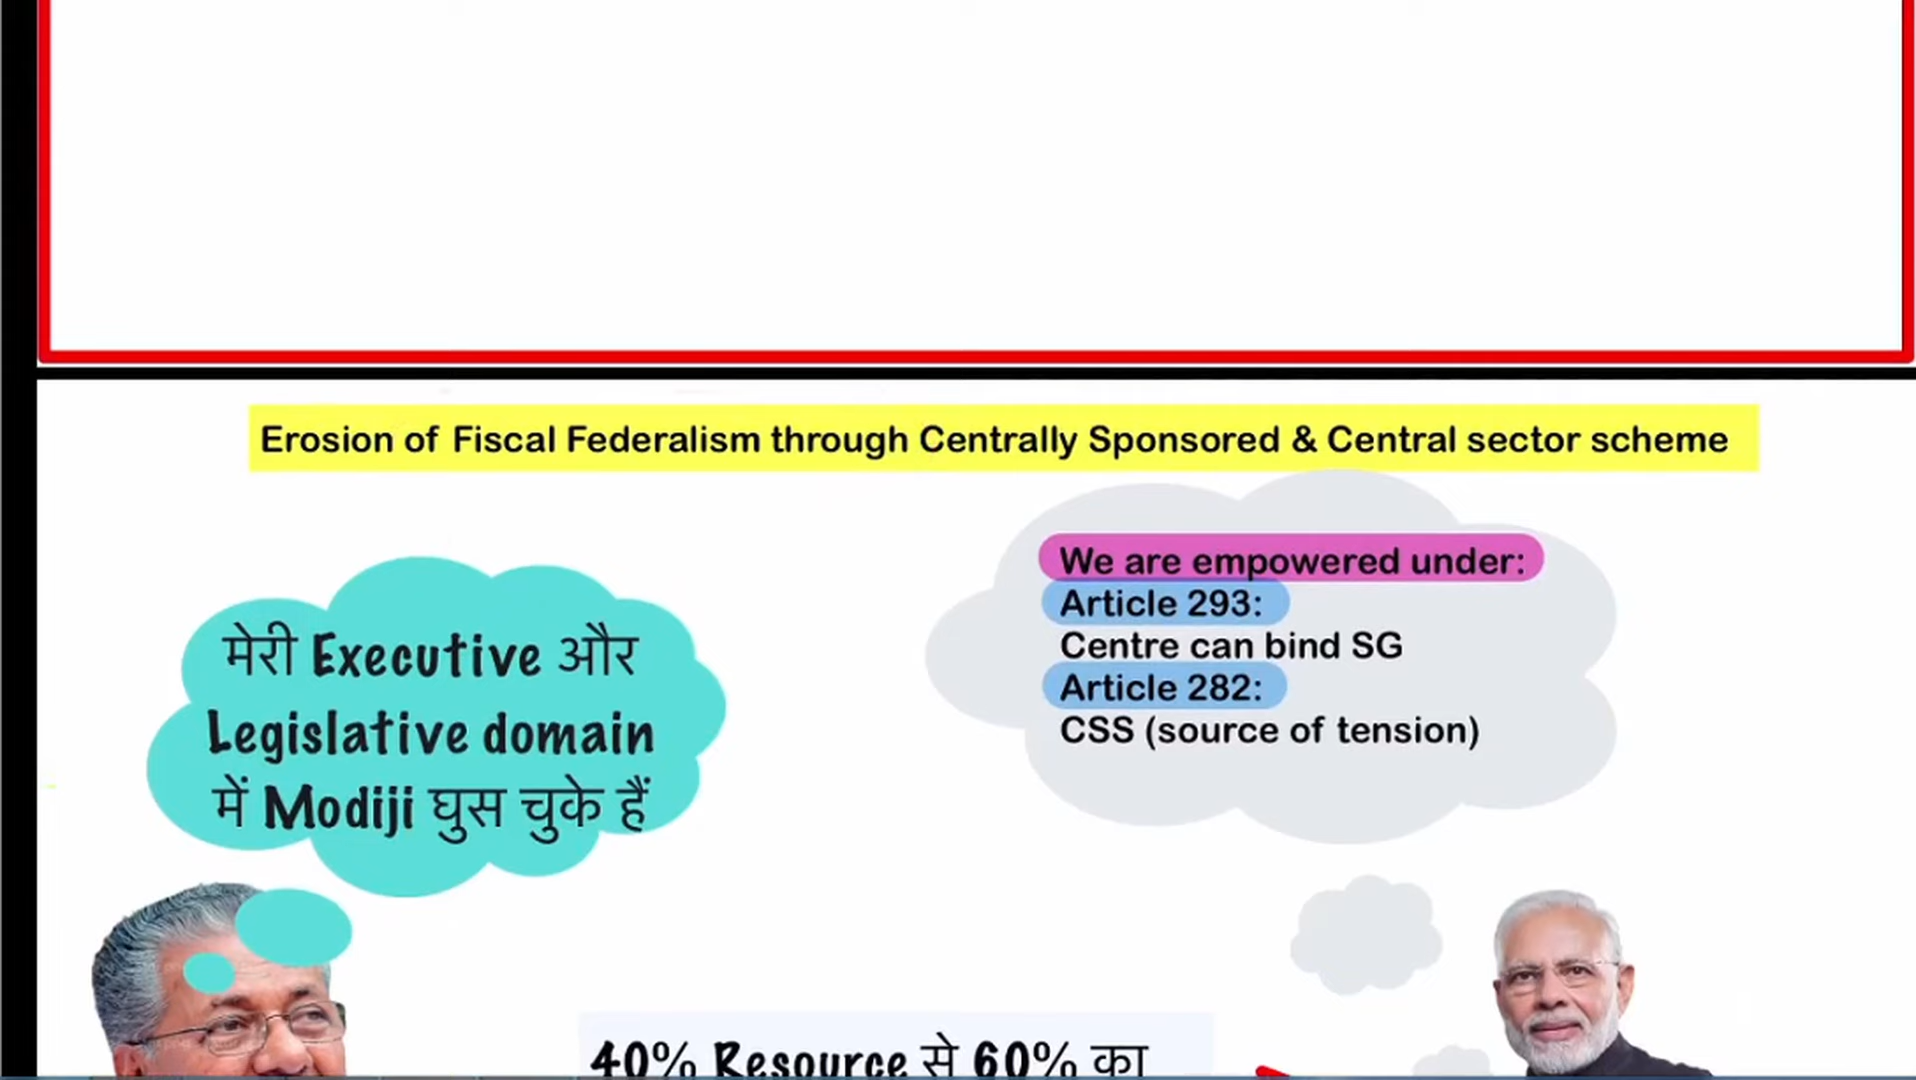 Erosion of Fiscal Federalism through Centrally Sponsored & Central sector scheme
मेरी Executive और
Legislative domain
में Modiji घुस चुके हैं
We are empowered under:
Article 293:
Centre can bind SG
Article 282:
CSS (source of tension)
40% Resource से 60% का